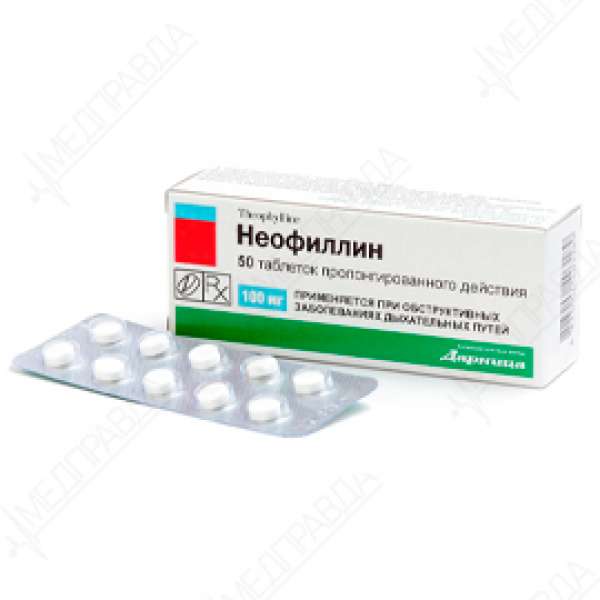 Theophylline
Неофиллин
50 таблеток пролонгированного действия
RX
100 мг
ПРИМЕНЯЕТСЯ ПРИ ОБСТРУКТИВНЫХ
ЗАБОЛЕВАНИЯХ ДЫХАТЕЛЬНЫХ ПУТЕЙ
Дарница
МЕДПРАВДА